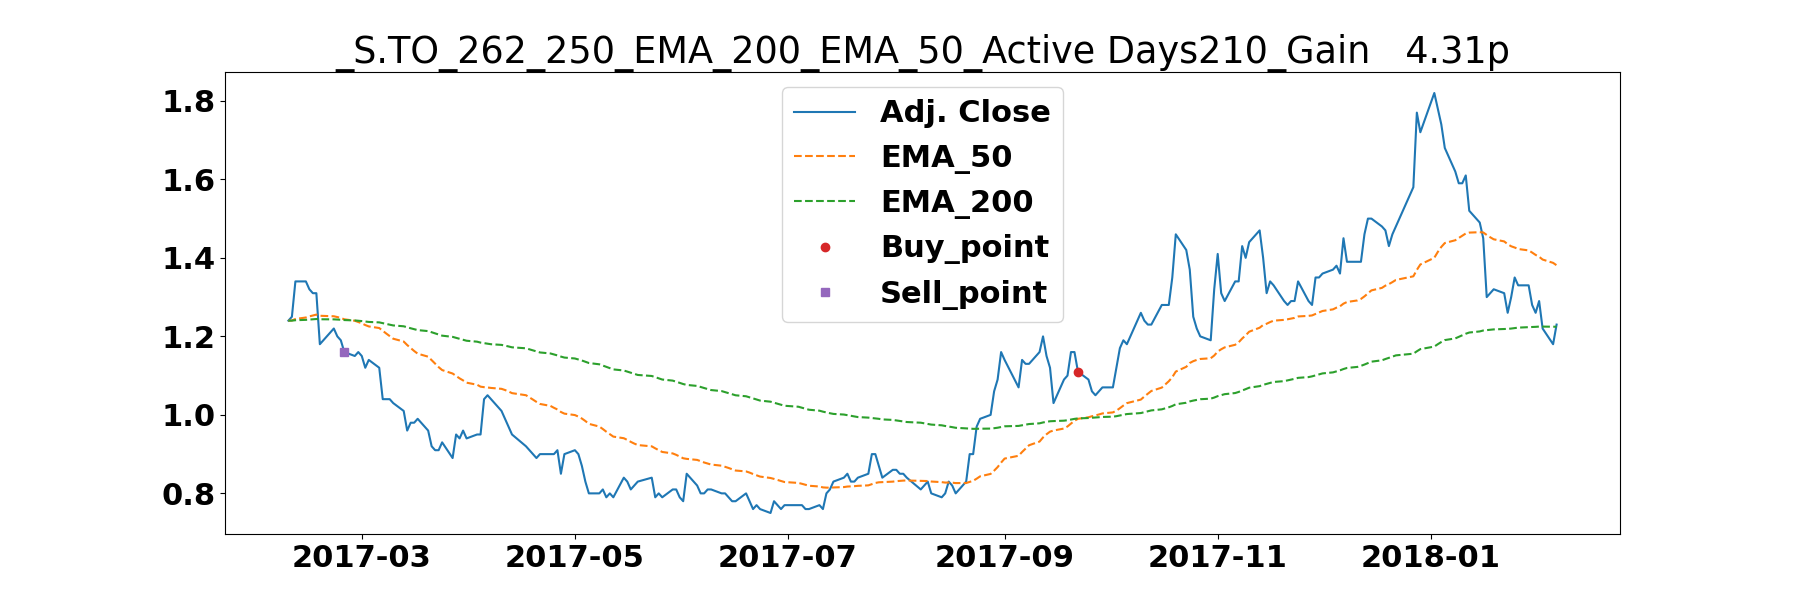 _S.TO_262_250_EMA_200_EMA_50_Active Days210_Gain   4.31p
1.8
1.6
1.4
1.2
1.0
0.8
Adj. Close
EMA_50
EMA_200
Buy_point
Sell_point
2017-03 2017-05 2017-07 2017-09 2017-11 2018-01